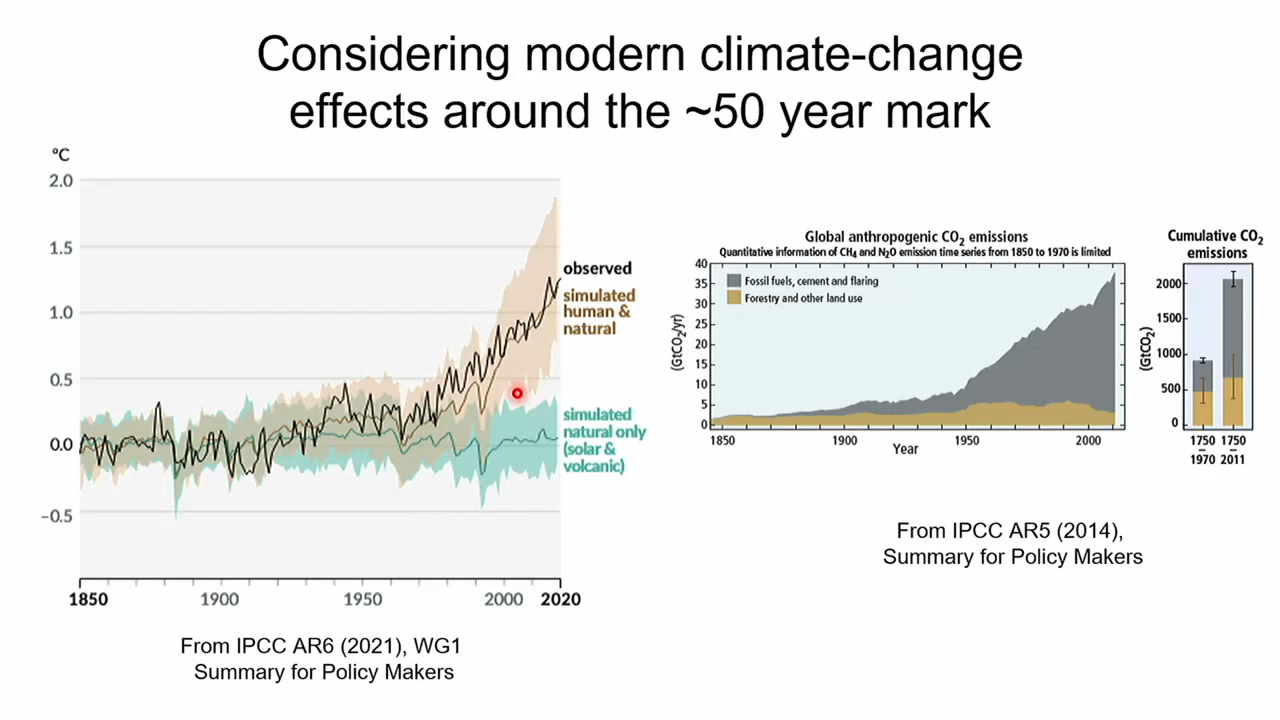 Considering modern climate-change
effects around the ~50 year mark
ºC
2.0
1.5
1.0
0.5
0.0
−0.5
1850
1900
1950
2000
2020
observed
simulated
human &
natural
simulated
natural only
(solar &
volcanic)
From IPCC AR6 (2021), WG1
Summary for Policy Makers
Global anthropogenic CO2 emissions
Quantitative information of CH4 and N2O emission time series from 1850 to 1970 is limited
40
35
30
25
20
15
10
5
0
(GtCO2/yr)
Fossil fuels, cement and flaring
Forestry and other land use
1850
1900
1950
2000
Year
Cumulative CO2
emissions
2000
1500
1000
500
0
(GtCO2)
1750 1750
– –
1970 2011
From IPCC AR5 (2014),
Summary for Policy Makers